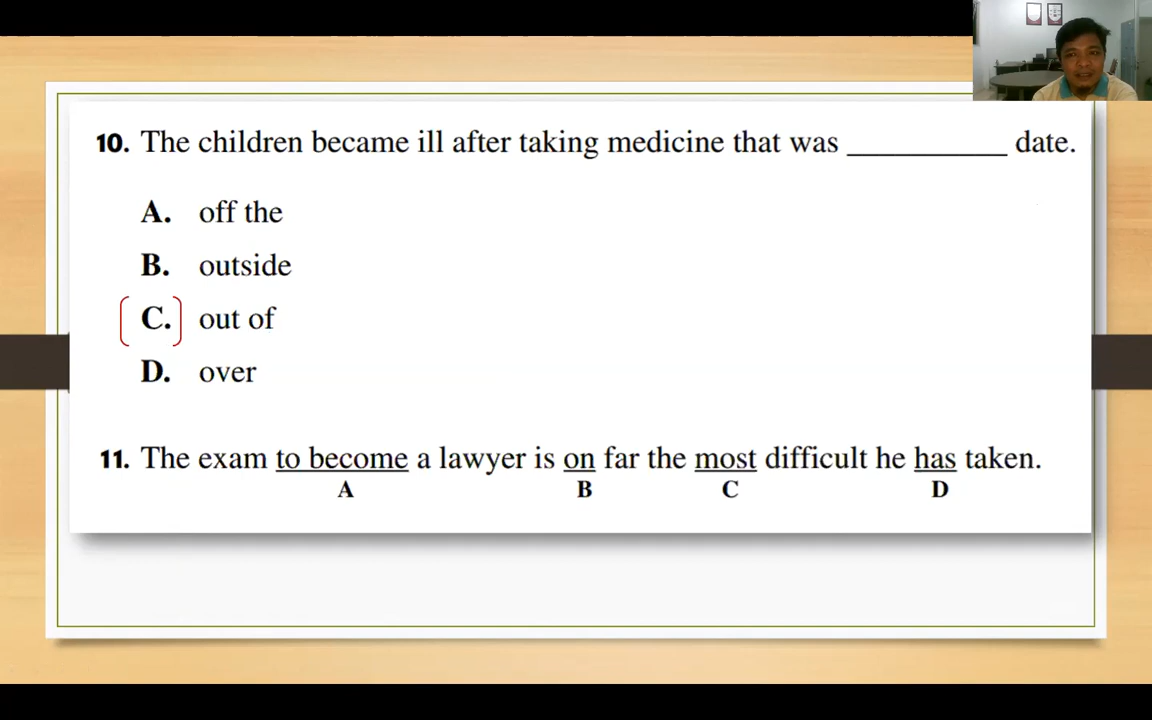 10. The children became ill after taking medicine that was __________ date.
A. off the
B. outside
C. out of
D. over
11. The exam to become a lawyer is on far the most difficult he has taken.
A B C D